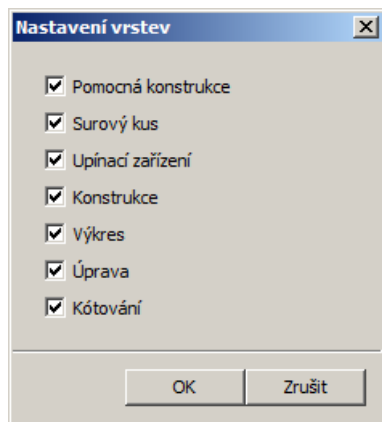 Nastavení vrstev
Pomocná konstrukce
Surový kus
Upínací zařízení
Konstrukce
Výkres
Úprava
Kótování
OK
Zrušit